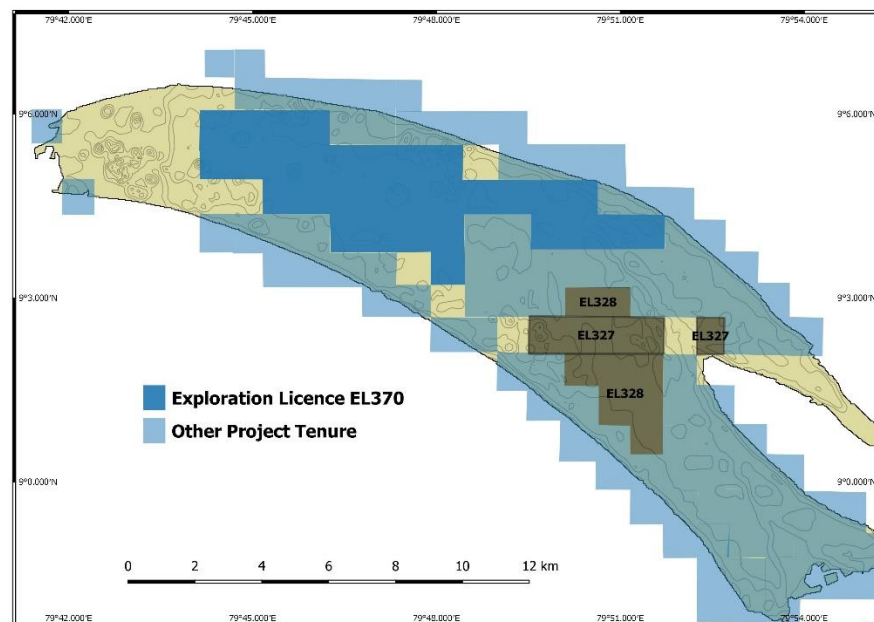 79°42.000'E 79°45.000'E 79°48.000'E 79°51.000'E 79°54.000'E
9°6.000'N 9°6.000'N
9°3.000'N 9°3.000'N
EL328
EL327 EL327
EL328
Exploration Licence EL370
Other Project Tenure
9°0.000'N 9°0.000'N
0 2 4 6 8 10 12 km
79°42.000'E 79°45.000'E 79°48.000'E 79°51.000'E 79°54.000'E